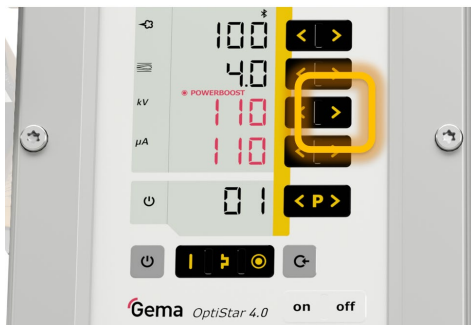 100
4.0
POWERBOOST
kV 110
µA 110
01 < P >
Gema OptiStar 4.0 on off